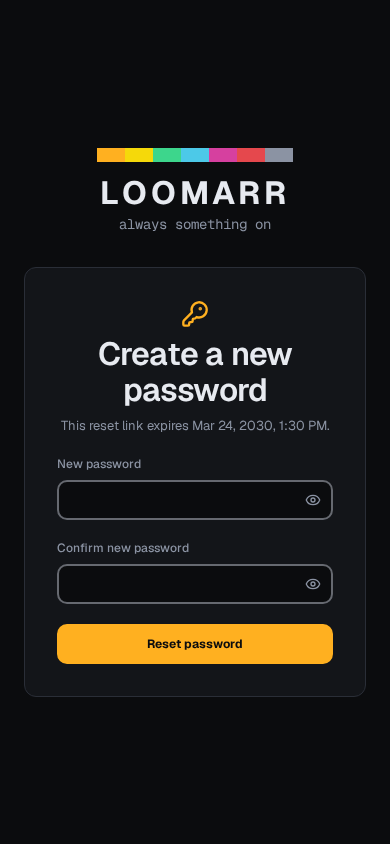 LOOMARR
always something on
Create a new
password
This reset link expires Mar 24, 2030, 1:30 PM.
New password
Confirm new password
Reset password